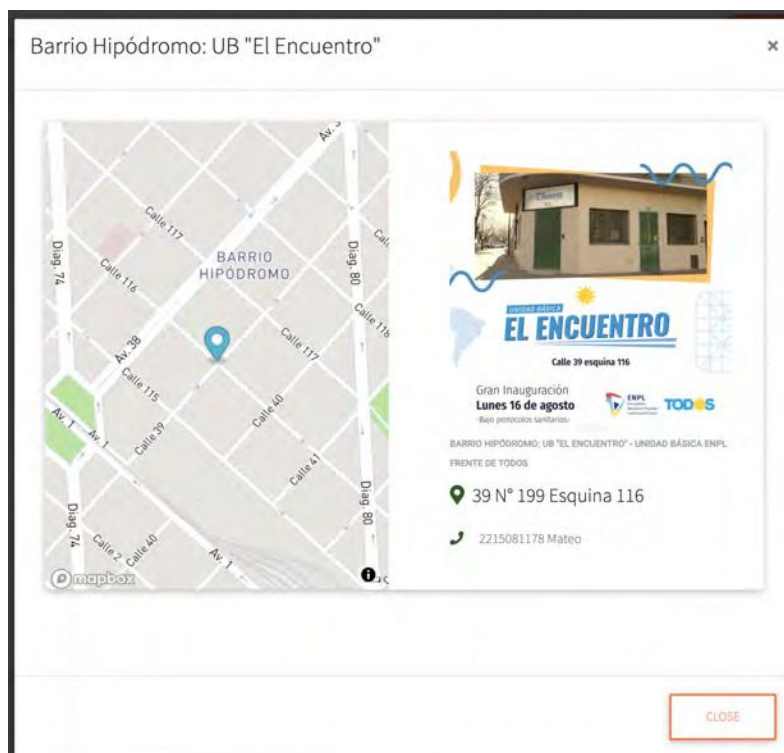 Barrio Hipódromo: UB "El Encuentro"
×
Diag. 74
Calle 117
Calle 116
BARRIO
HIPÓDROMO
Diag. 80
Av. 38
Calle 115
Calle 117
Av. 1
Av. 1
Calle 39
Calle 40
Calle 41
Diag. 74
Calle 2
Calle 40
Av. 1
Diag. 80
mapbox
UNIDAD BÁSICA
EL ENCUENTRO
Calle 39 esquina 116
Gran Inauguración
Lunes 16 de agosto
-Bajo protocolos sanitarios-
ENPL
TODOS
BARRIO HIPÓDROMO: UB "EL ENCUENTRO" - UNIDAD BÁSICA ENPL
FRENTE DE TODOS
39 N° 199 Esquina 116
2215081178 Mateo
CLOSE